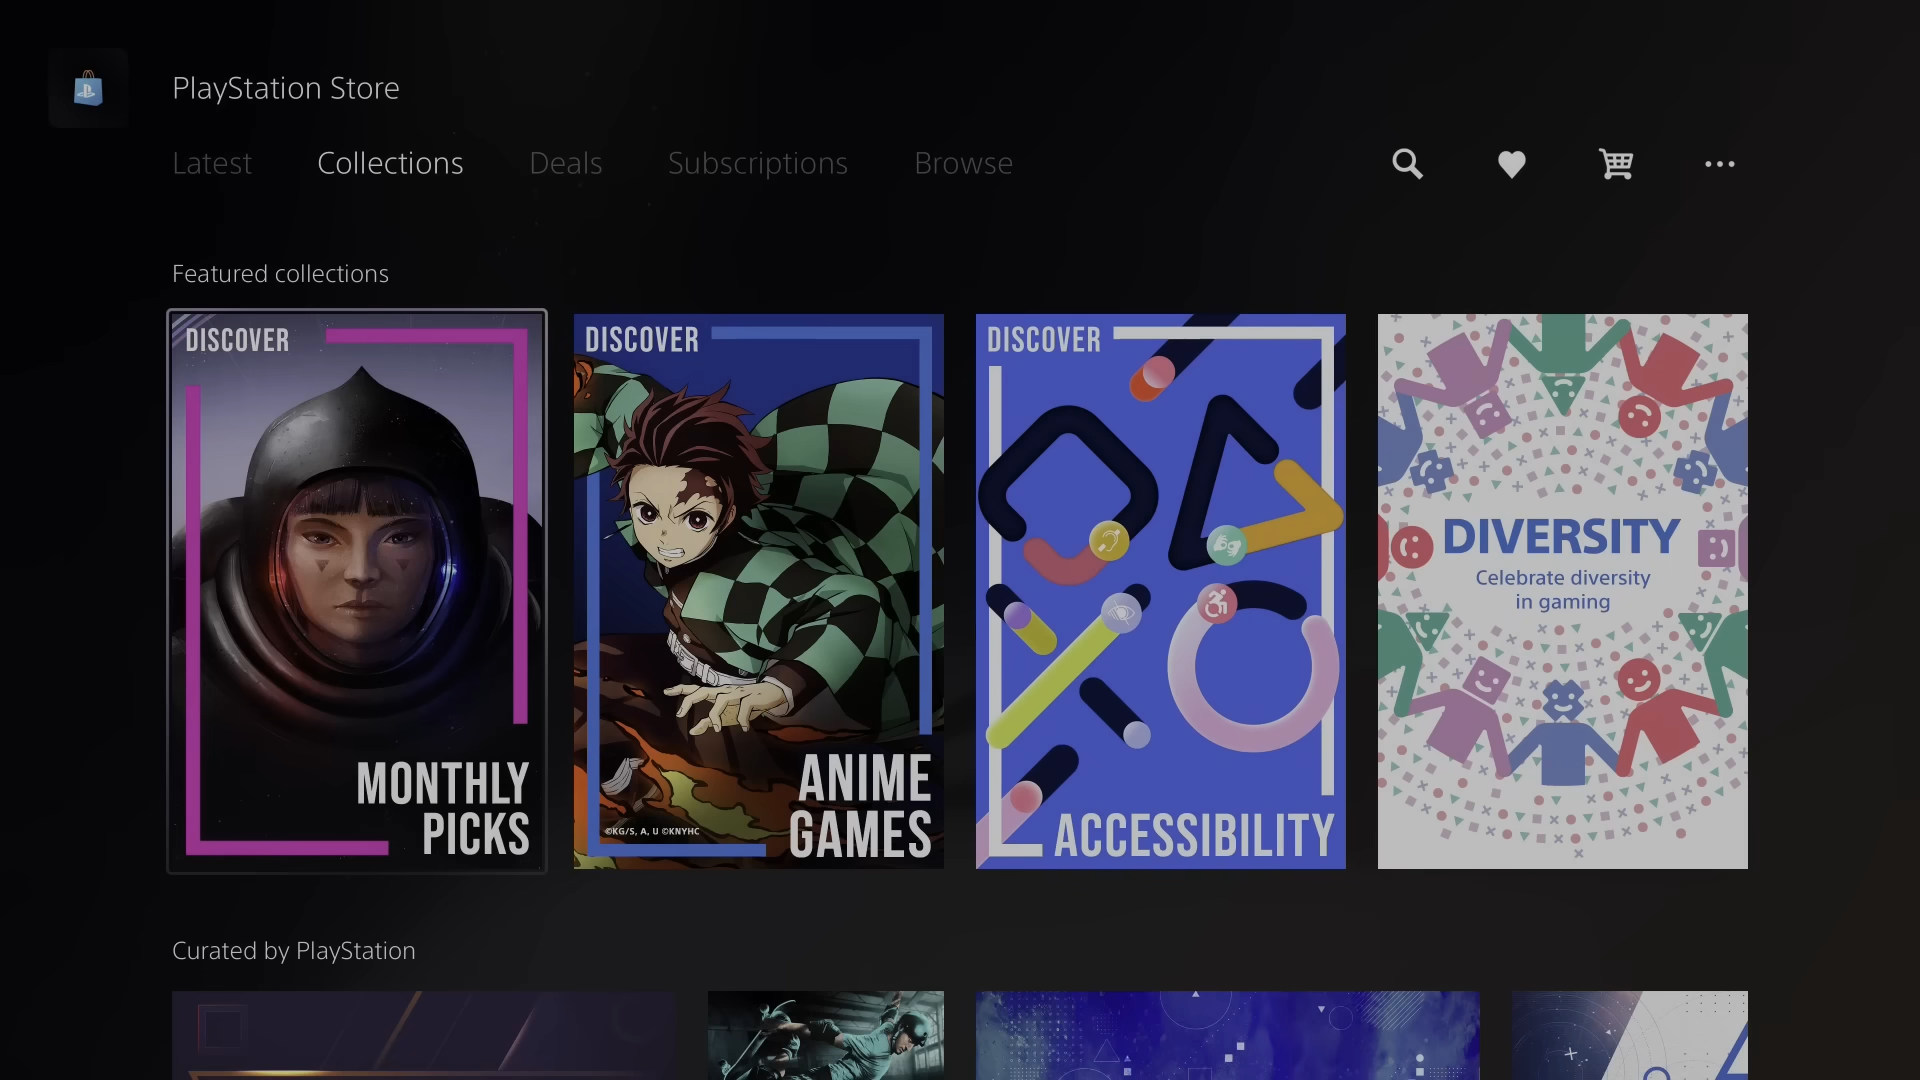 PlayStation Store
Latest
Collections
Deals
Subscriptions
Browse
Featured collections
DISCOVER
MONTHLY
PICKS
DISCOVER
©KG/S, A, U ©KNYHC
ANIME
GAMES
DISCOVER
ACCESSIBILITY
DIVERSITY
Celebrate diversity
in gaming
Curated by PlayStation